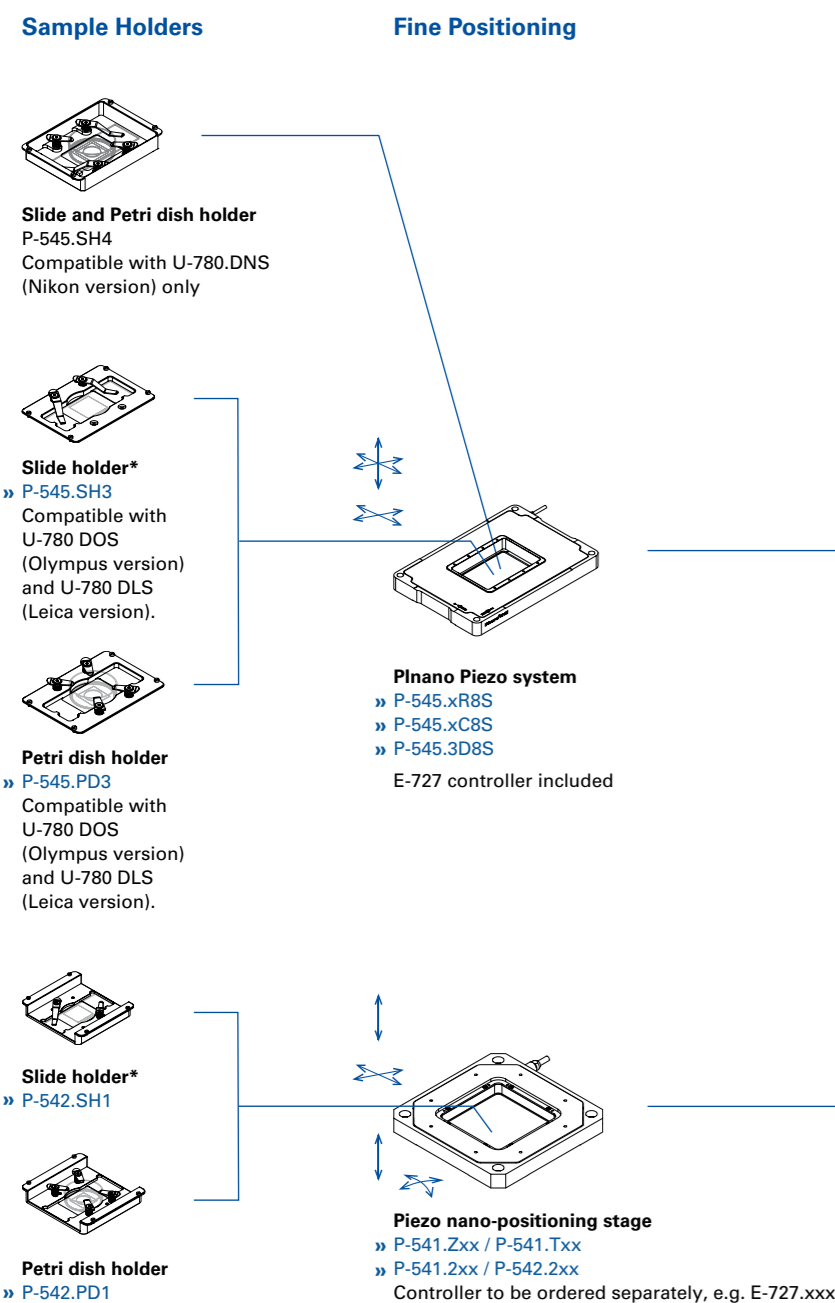 Sample Holders
Fine Positioning
Slide and Petri dish holder
P-545.SH4
Compatible with U-780.DNS
(Nikon version) only
Slide holder*
» P-545.SH3
Compatible with
U-780 DOS
(Olympus version)
and U-780 DLS
(Leica version).
Petri dish holder
» P-545.PD3
Compatible with
U-780 DOS
(Olympus version)
and U-780 DLS
(Leica version).
PInano Piezo system
» P-545.xR8S
» P-545.xC8S
» P-545.3D8S
E-727 controller included
Slide holder*
» P-542.SH1
Petri dish holder
» P-542.PD1
Piezo nano-positioning stage
» P-541.Zxx / P-541.Txx
» P-541.2xx / P-542.2xx
Controller to be ordered separately, e.g. E-727.xxx